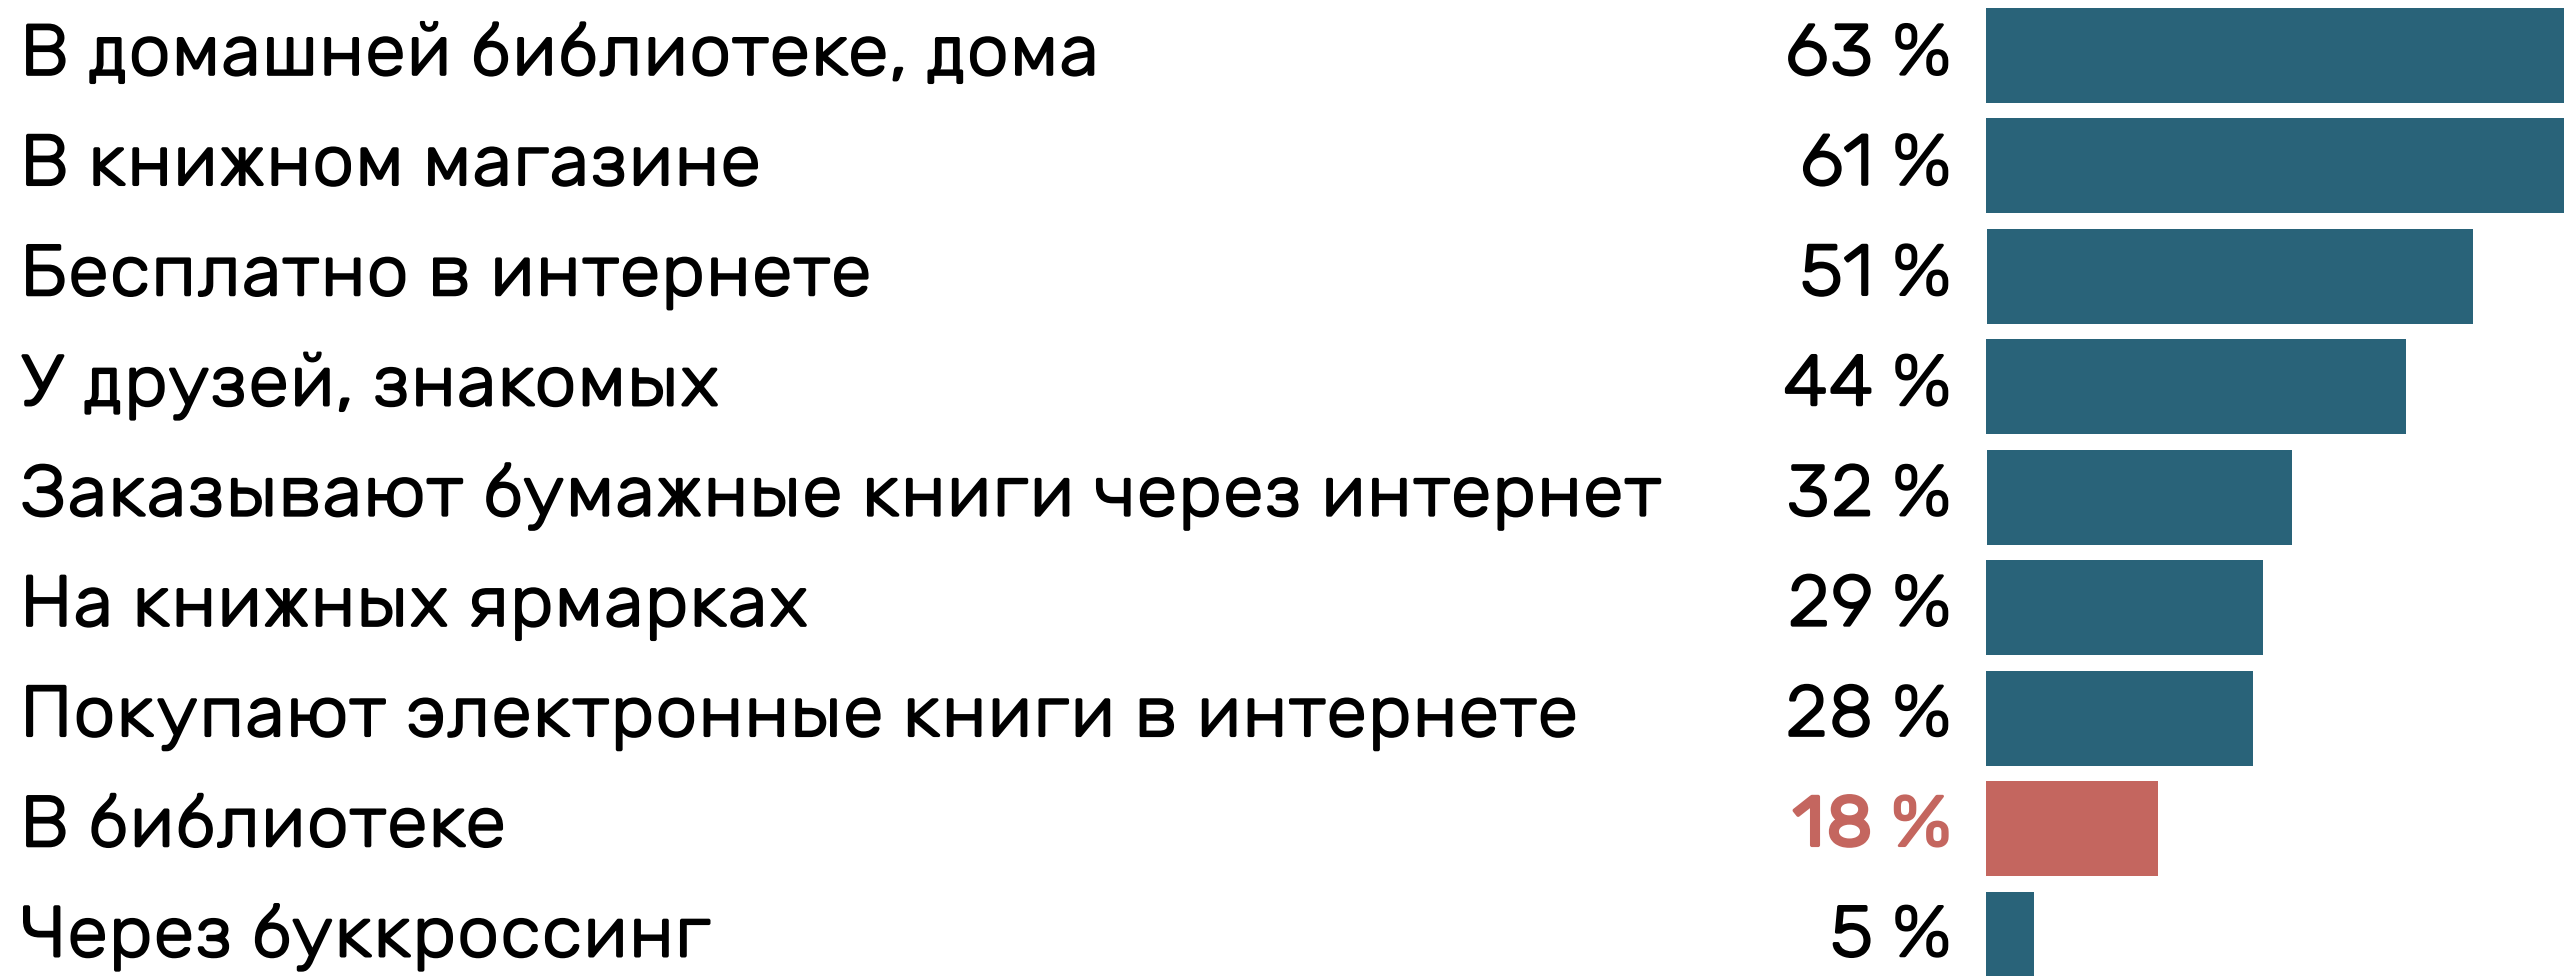 В домашней библиотеке, дома 63 %
В книжном магазине 61 %
Бесплатно в интернете 51 %
У друзей, знакомых 44 %
Заказывают бумажные книги через интернет 32 %
На книжных ярмарках 29 %
Покупают электронные книги в интернете 28 %
В библиотеке 18 %
Через буккроссинг 5 %